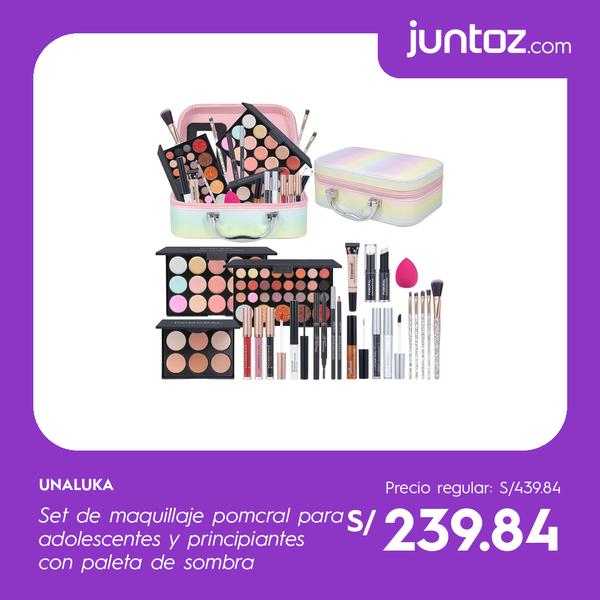 juntoz.com
UNALUKA
Set de maquillaje pomcral para
adolescentes y principiantes
con paleta de sombra
Precio regular: S/439.84
S/ 239.84